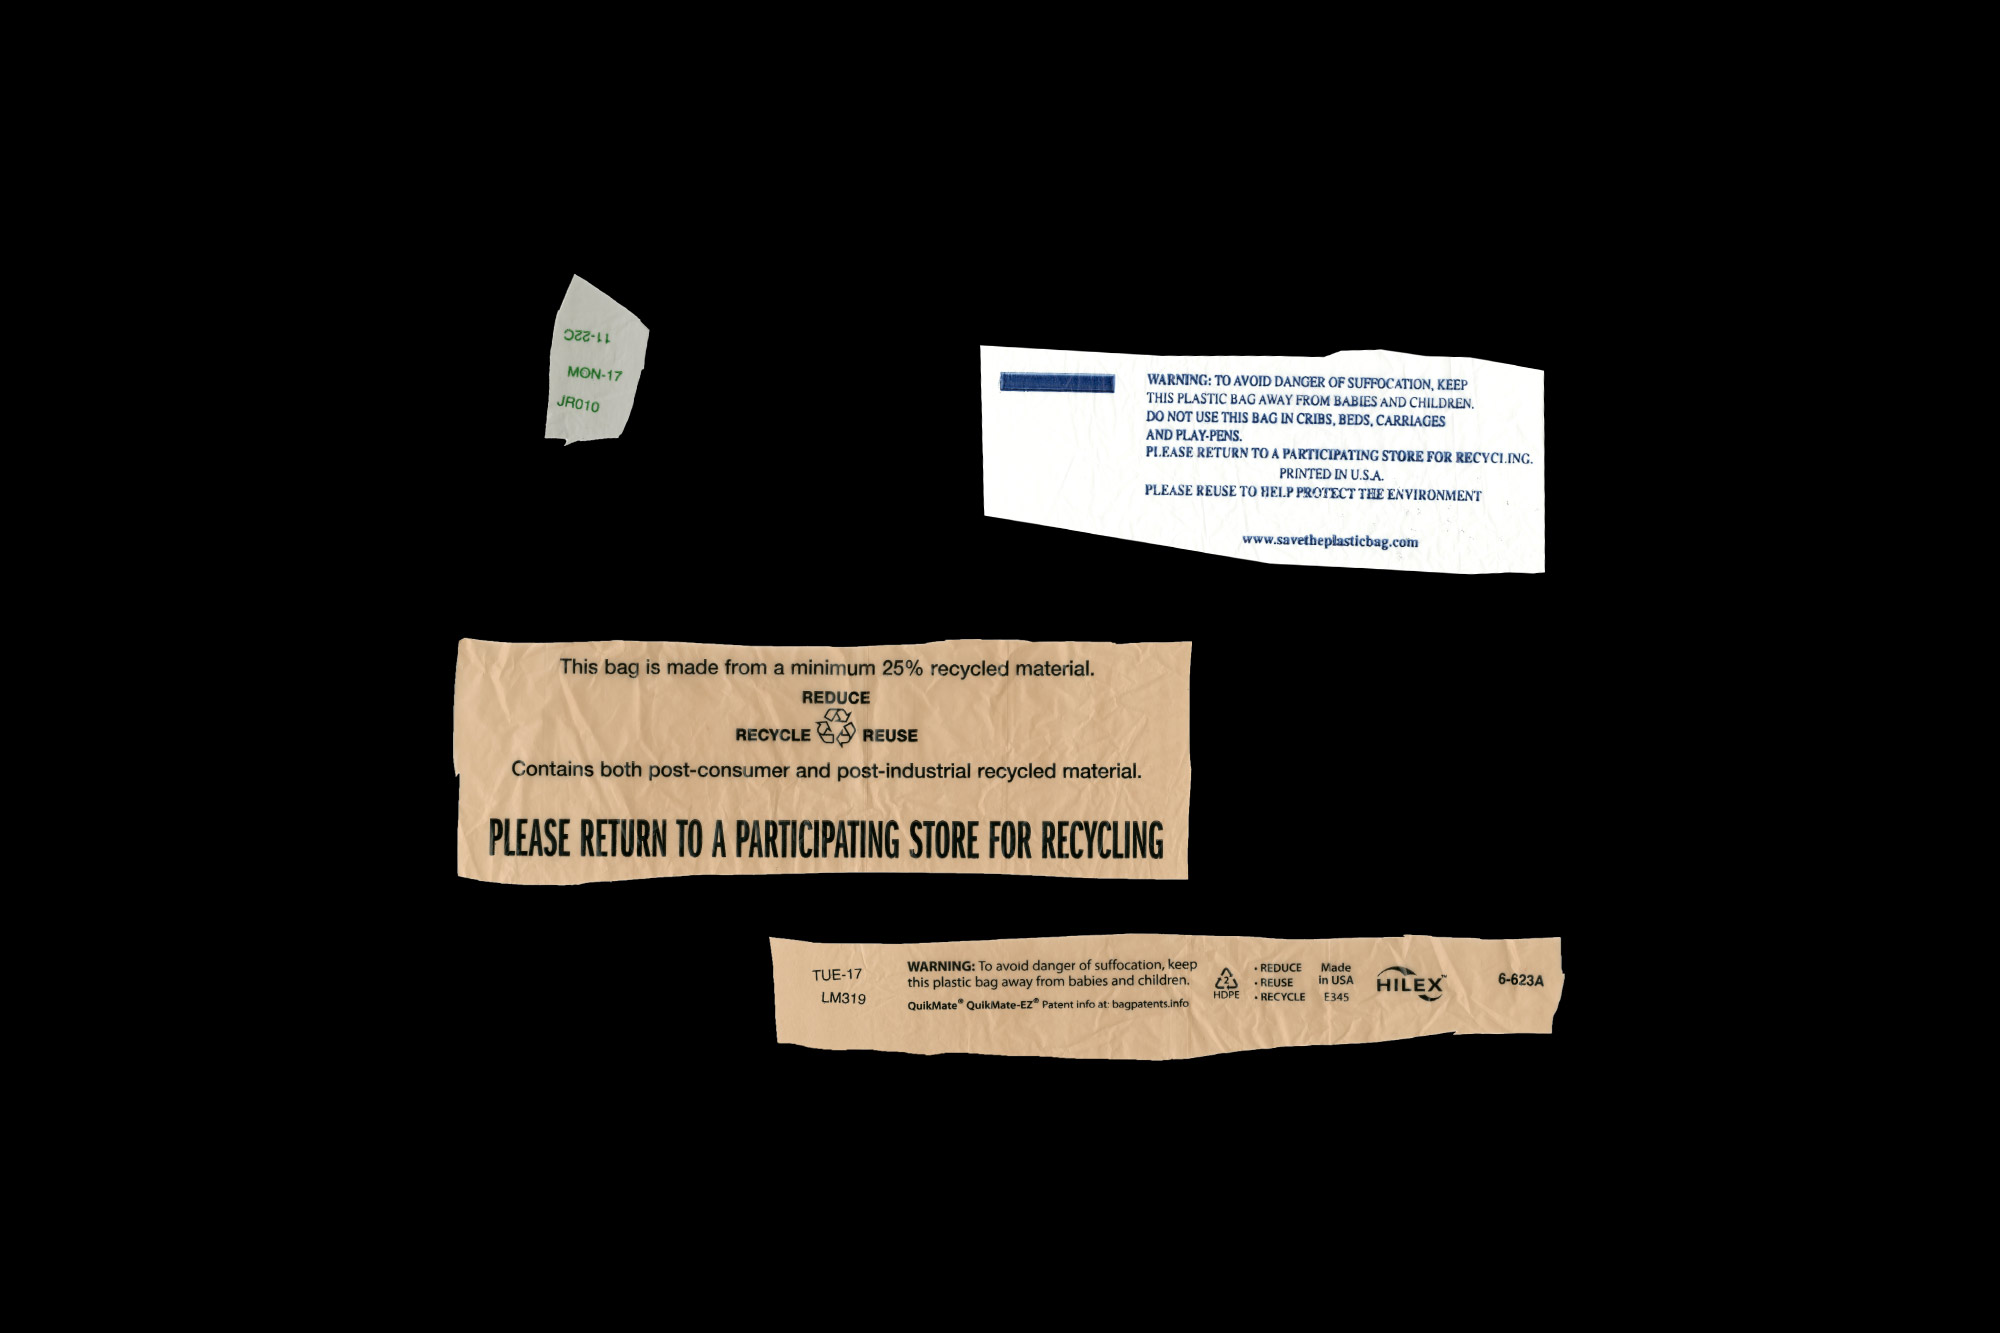 11-22C
MON-17
JR010
WARNING: TO AVOID DANGER OF SUFFOCATION, KEEP
THIS PLASTIC BAG AWAY FROM BABIES AND CHILDREN.
DO NOT USE THIS BAG IN CRIBS, BEDS, CARRIAGES
AND PLAY-PENS.
PLEASE RETURN TO A PARTICIPATING STORE FOR RECYCLING.
PRINTED IN U.S.A.
PLEASE REUSE TO HELP PROTECT THE ENVIRONMENT
www.savetheplasticbag.com
This bag is made from a minimum 25% recycled material.
REDUCE
RECYCLE REUSE
Contains both post-consumer and post-industrial recycled material.
PLEASE RETURN TO A PARTICIPATING STORE FOR RECYCLING
TUE-17
LM319
WARNING: To avoid danger of suffocation, keep
this plastic bag away from babies and children.
QuikMate® QuikMate-EZ® Patent info at: bagpatents.info
2
HDPE
• REDUCE
• REUSE
• RECYCLE
Made
in USA
E345
HILEX™
6-623A